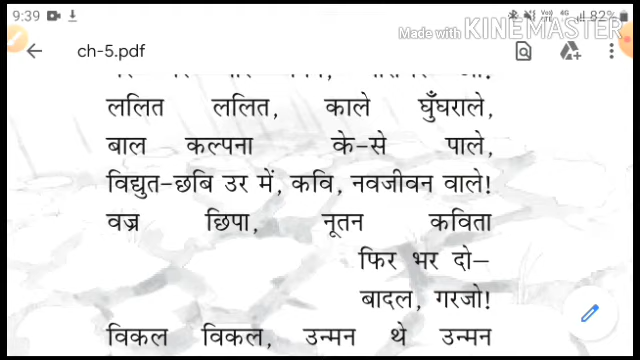 9:39
82%
Made with KINEMASTER
ch-5.pdf
ललित ललित, काले घुँघराले,
बाल कल्पना के-से पाले,
विद्युत-छबि उर में, कवि, नवजीवन वाले!
वज्र छिपा, नूतन कविता
फिर भर दो-
बादल, गरजो!
विकल विकल, उन्मन थे उन्मन